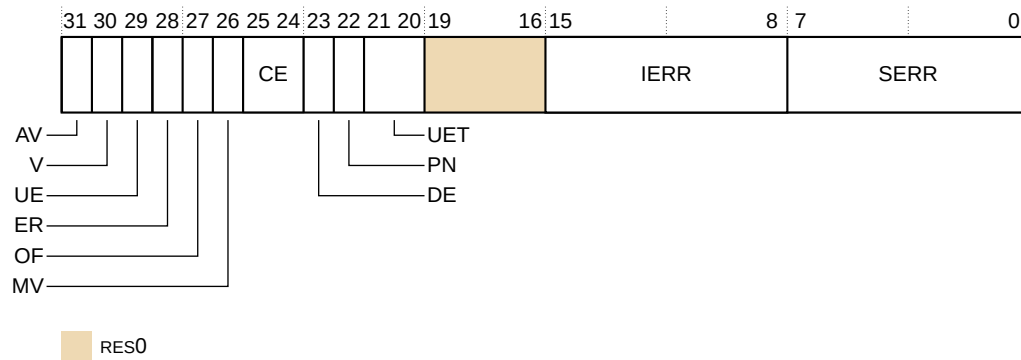 31 30 29 28 27 26 25 24 23 22 21 20 19 16 15 8 7 0
CE IERR SERR
AV UET
V PN
UE DE
ER
OF
MV
RES0